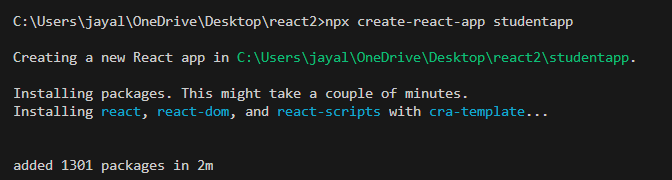 C:\Users\jayal\OneDrive\Desktop\react2>npx create-react-app studentapp
Creating a new React app in C:\Users\jayal\OneDrive\Desktop\react2\studentapp.
Installing packages. This might take a couple of minutes.
Installing react, react-dom, and react-scripts with cra-template...
added 1301 packages in 2m